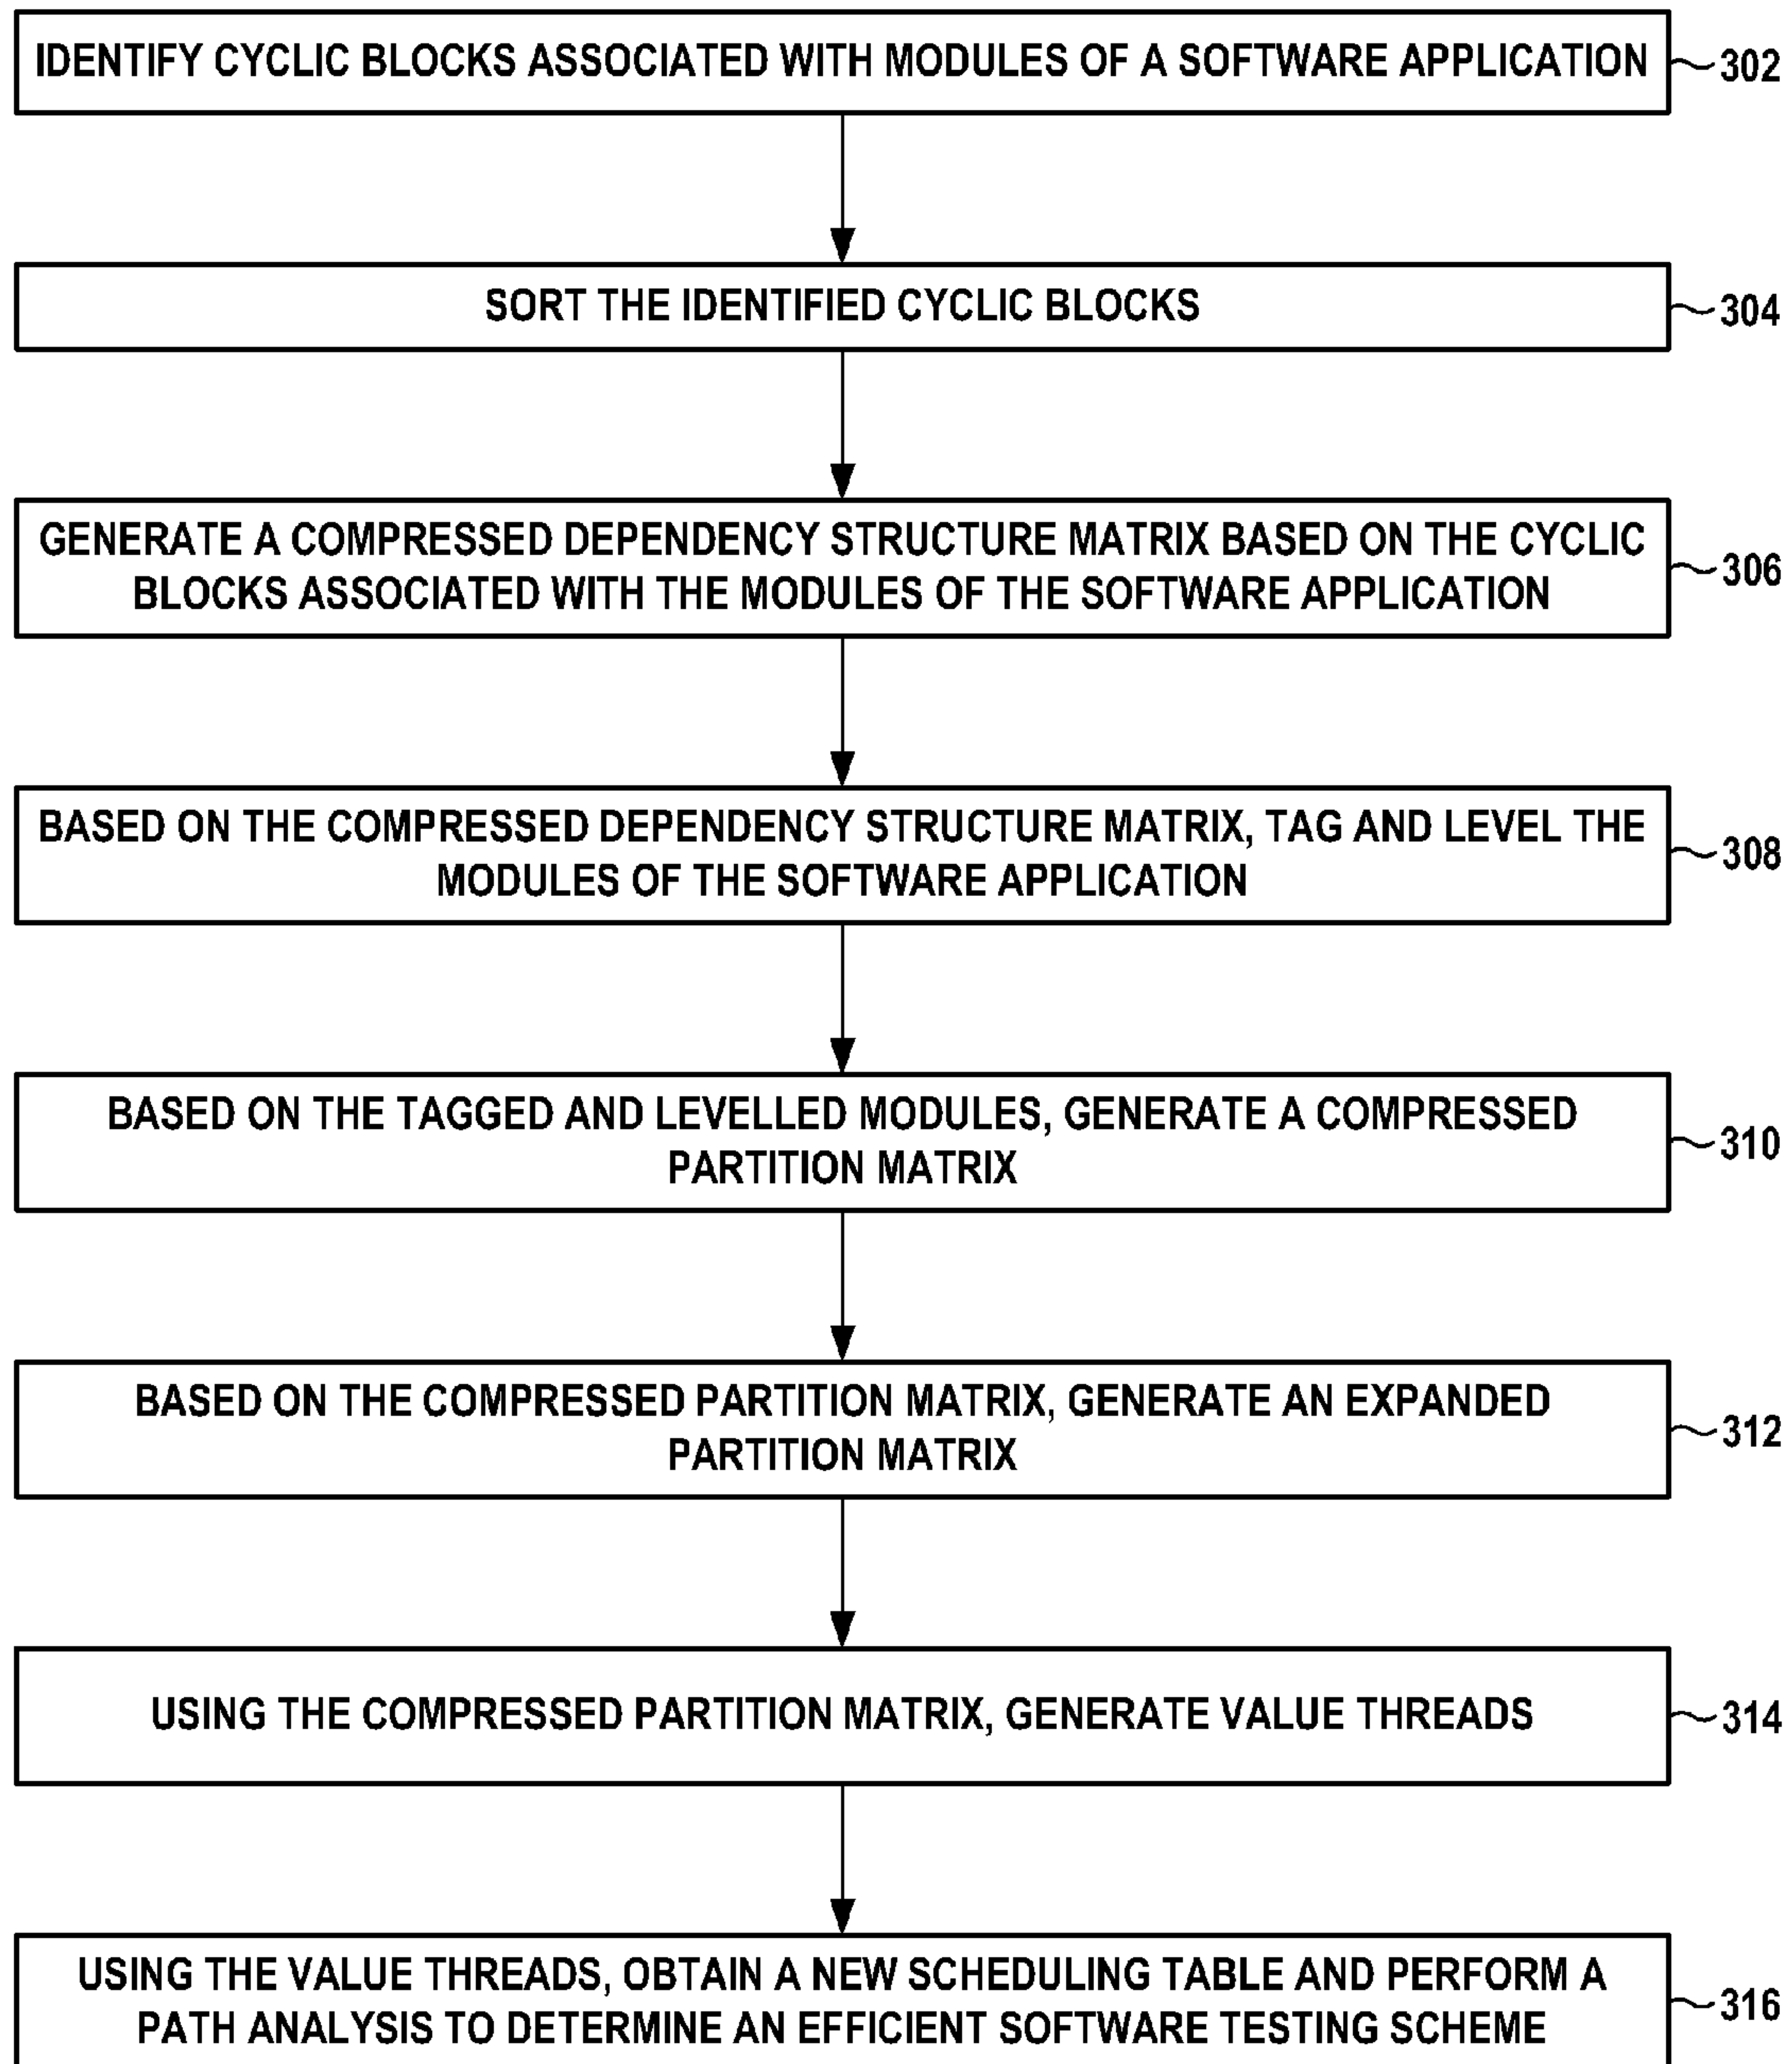 IDENTIFY CYCLIC BLOCKS ASSOCIATED WITH MODULES OF A SOFTWARE APPLICATION
302
SORT THE IDENTIFIED CYCLIC BLOCKS
304
GENERATE A COMPRESSED DEPENDENCY STRUCTURE MATRIX BASED ON THE CYCLIC
BLOCKS ASSOCIATED WITH THE MODULES OF THE SOFTWARE APPLICATION
306
BASED ON THE COMPRESSED DEPENDENCY STRUCTURE MATRIX, TAG AND LEVEL THE
MODULES OF THE SOFTWARE APPLICATION
308
BASED ON THE TAGGED AND LEVELLED MODULES, GENERATE A COMPRESSED
PARTITION MATRIX
310
BASED ON THE COMPRESSED PARTITION MATRIX, GENERATE AN EXPANDED
PARTITION MATRIX
312
USING THE COMPRESSED PARTITION MATRIX, GENERATE VALUE THREADS
314
USING THE VALUE THREADS, OBTAIN A NEW SCHEDULING TABLE AND PERFORM A
PATH ANALYSIS TO DETERMINE AN EFFICIENT SOFTWARE TESTING SCHEME
316